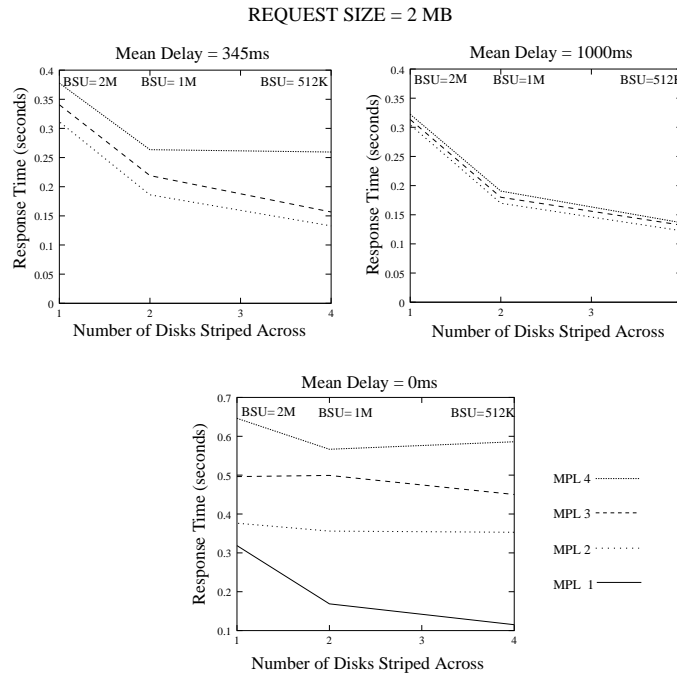 REQUEST SIZE = 2 MB
Mean Delay = 345ms
BSU= 2M BSU= 1M BSU= 512K
0.4
0.35
0.3
0.25
0.2
0.15
0.1
0.05
0
Response Time (seconds)
1 2 3 4
Number of Disks Striped Across
Mean Delay = 1000ms
BSU=2M BSU=1M BSU=512K
0.4
0.35
0.3
0.25
0.2
0.15
0.1
0.05
0
Response Time (seconds)
1 2 3
Number of Disks Striped Across
Mean Delay = 0ms
BSU= 2M BSU= 1M BSU=512K
0.7
0.6
0.5
0.4
0.3
0.2
0.1
Response Time (seconds)
1 2 3 4
Number of Disks Striped Across
MPL 4
MPL 3
MPL 2
MPL 1